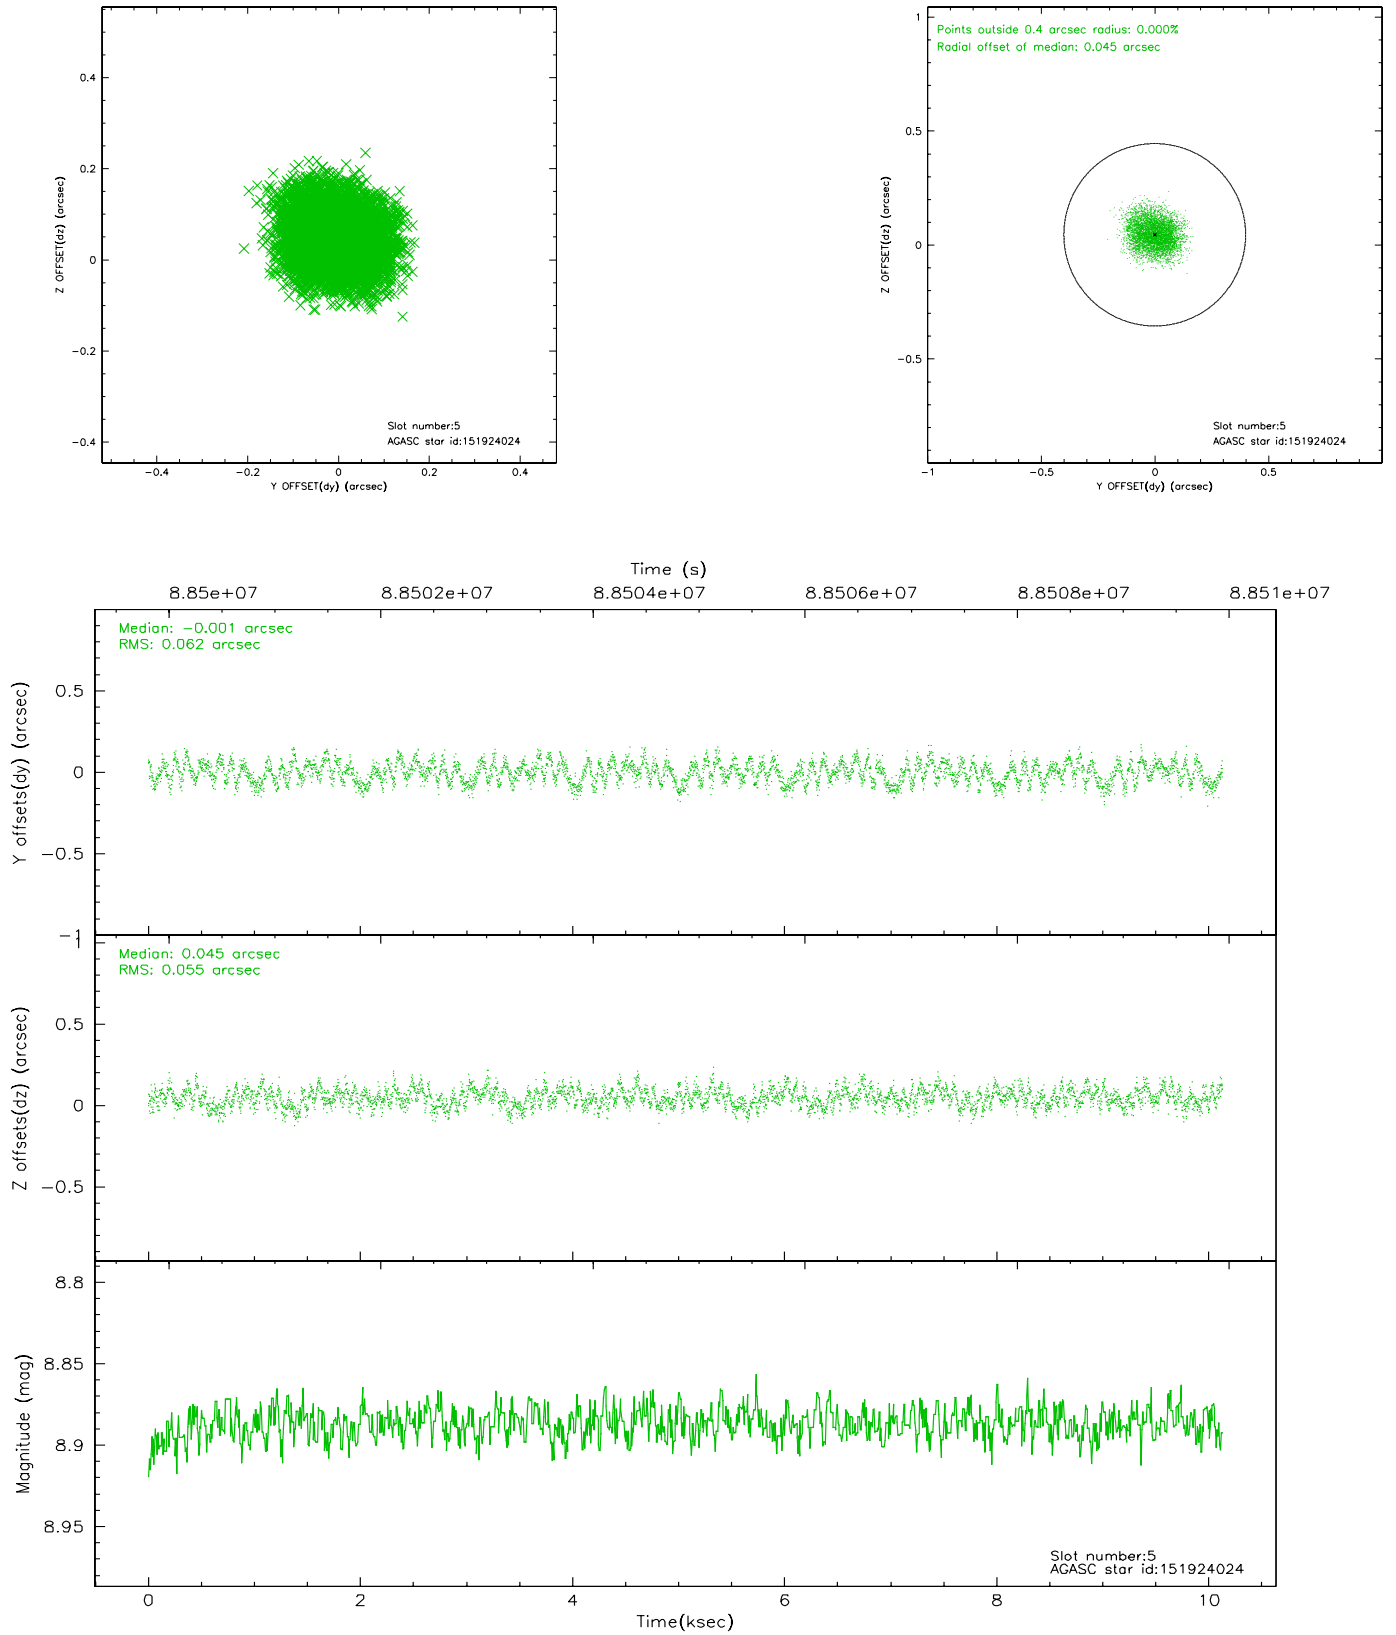 0.4
0.2
0
−0.2
−0.4
Z OFFSET(dz) (arcsec)
Slot number:5
AGASC star id:151924024
−0.4 −0.2 0 0.2 0.4
Y OFFSET(dy) (arcsec)
Points outside 0.4 arcsec radius: 0.000%
Radial offset of median: 0.045 arcsec
1
0.5
0
−0.5
Z OFFSET(dz) (arcsec)
Slot number:5
AGASC star id:151924024
−1 −0.5 0 0.5
Y OFFSET(dy) (arcsec)
Time (s)
8.85e+07 8.8502e+07 8.8504e+07 8.8506e+07 8.8508e+07 8.851e+07
Median: −0.001 arcsec
RMS: 0.062 arcsec
0.5
0
−0.5
−1
Y offsets(dy) (arcsec)
Median: 0.045 arcsec
RMS: 0.055 arcsec
1
0.5
0
−0.5
Z offsets(dz) (arcsec)
8.8
8.85
8.90
8.95
Magnitude (mag)
Slot number:5
AGASC star id:151924024
0 2 4 6 8 10
Time(ksec)